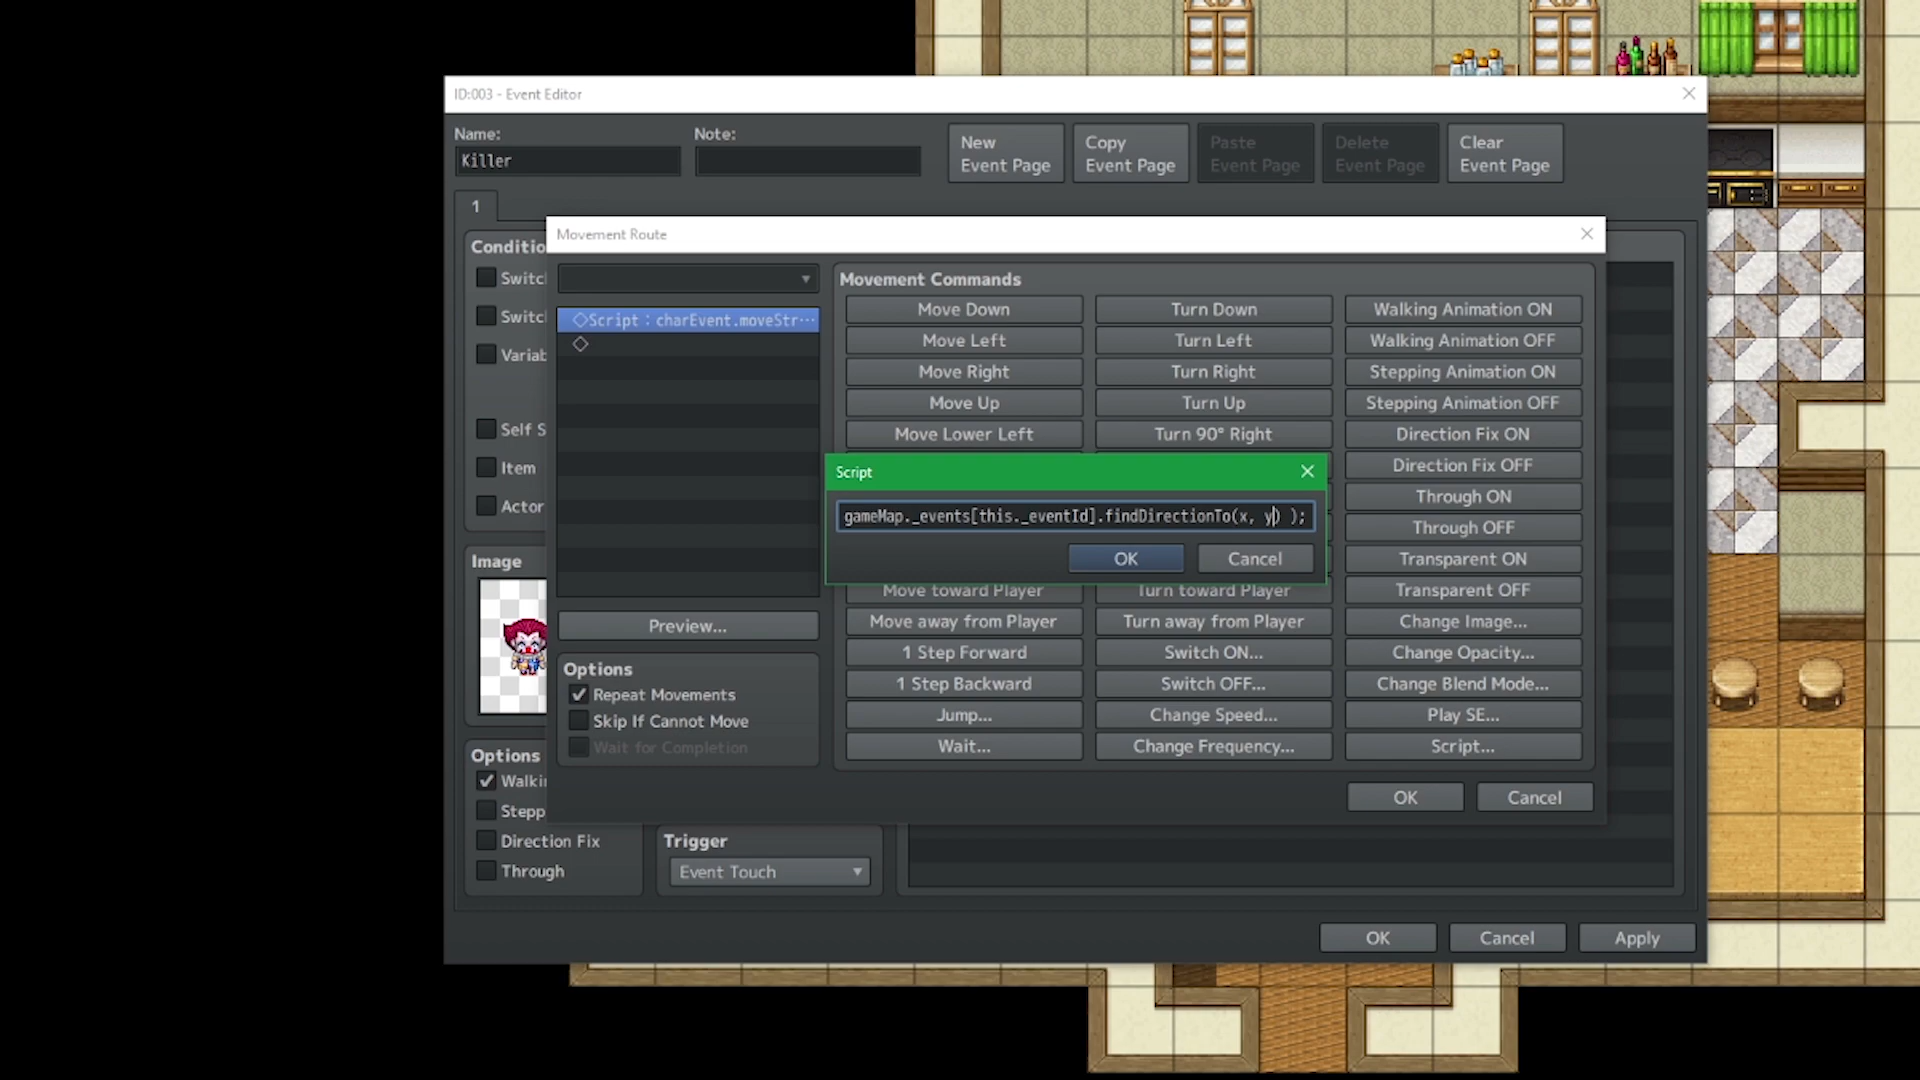 ID:003 - Event Editor
Name:
Note:
Killer
New
Event Page
Copy
Event Page
Paste
Event Page
Delete
Event Page
Clear
Event Page
1
Movement Route
Conditio
Switc
Switc
Variab
Self S
Item
Actor
◇Script：charEvent.moveStr⋯
◇
Movement Commands
Move Down
Turn Down
Walking Animation ON
Move Left
Turn Left
Walking Animation OFF
Move Right
Turn Right
Stepping Animation ON
Move Up
Turn Up
Stepping Animation OFF
Move Lower Left
Turn 90° Right
Direction Fix ON
Direction Fix OFF
Through ON
Through OFF
Transparent ON
Script
gameMap._events[this._eventId].findDirectionTo(x, y) );
OK
Cancel
Move toward Player
Turn toward Player
Transparent OFF
Move away from Player
Turn away from Player
Change Image...
1 Step Forward
Switch ON...
Change Opacity...
1 Step Backward
Switch OFF...
Change Blend Mode...
Jump...
Change Speed...
Play SE...
Wait...
Change Frequency...
Script...
Image
Preview...
Options
Repeat Movements
Skip If Cannot Move
Wait for Completion
OK
Cancel
Options
Walkin
Stepp
Direction Fix
Through
Trigger
Event Touch
OK
Cancel
Apply